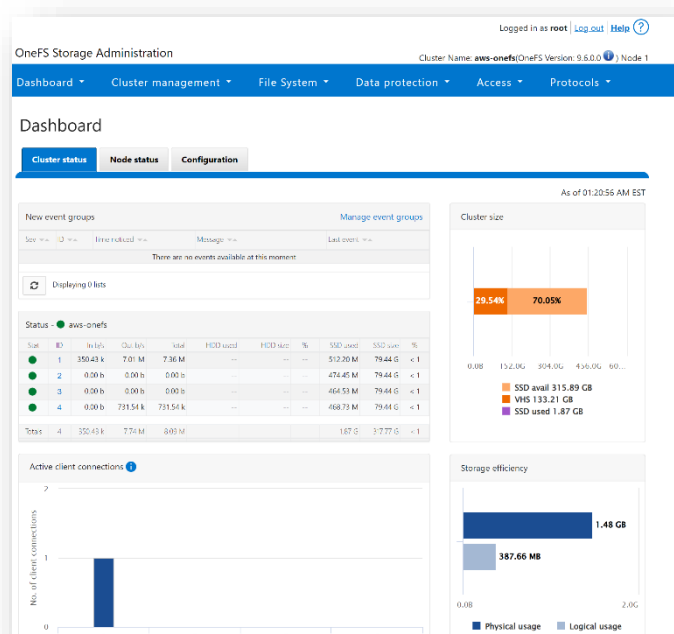 Logged in as root | Log out | Help ?
OneFS Storage Administration
Cluster Name: aws-onefs(OneFS Version: 9.6.0.0 ) Node 1
Dashboard Cluster management File System Data protection Access Protocols
Dashboard
Cluster status Node status Configuration
As of 01:20:56 AM EST
New event groups Manage event groups
Sev ID Time noticed Message Last event
There are no events available at this moment
Displaying 0 lists
Status - aws-onefs
Stat ID In b/s Out b/s Total HDD used HDD size % SSD used SSD size %
1 350.43 k 7.01 M 7.36 M -- -- -- 512.20 M 79.44 G < 1
2 0.00 b 0.00 b 0.00 b -- -- -- 474.45 M 79.44 G < 1
3 0.00 b 0.00 b 0.00 b -- -- -- 464.53 M 79.44 G < 1
4 0.00 b 731.54 k 731.54 k -- -- -- 468.73 M 79.44 G < 1
Totals 4 350.43 k 7.74 M 8.09 M 1.87 G 317.77 G < 1
Cluster size
29.54% 70.05%
0.0B 152.0G 304.0G 456.0G 60...
SSD avail 315.89 GB
VHS 133.21 GB
SSD used 1.87 GB
Active client connections
No. of client connections
2
1
0
Storage efficiency
1.48 GB
387.66 MB
0.0B 2.0G
Physical usage Logical usage